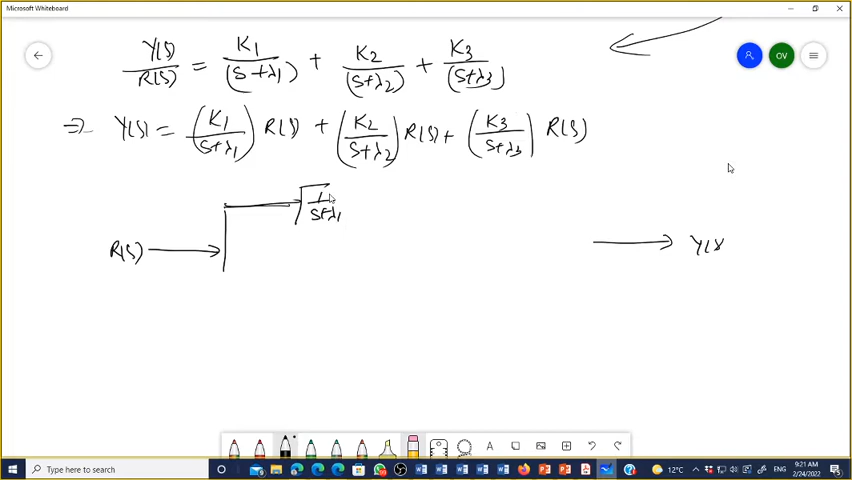 Microsoft Whiteboard
Y(S)/R(S) = K1/(S+λ1) + K2/(S+λ2) + K3/(S+λ3)
⇒ Y(S) = (K1/S+λ1) R(S) + (K2/S+λ2) R(S) + (K3/S+λ3) R(S)
1/S+λ1
R(S)
Y(S
OV
A
Type here to search
12°C
ENG
9:21 AM
2/24/2022